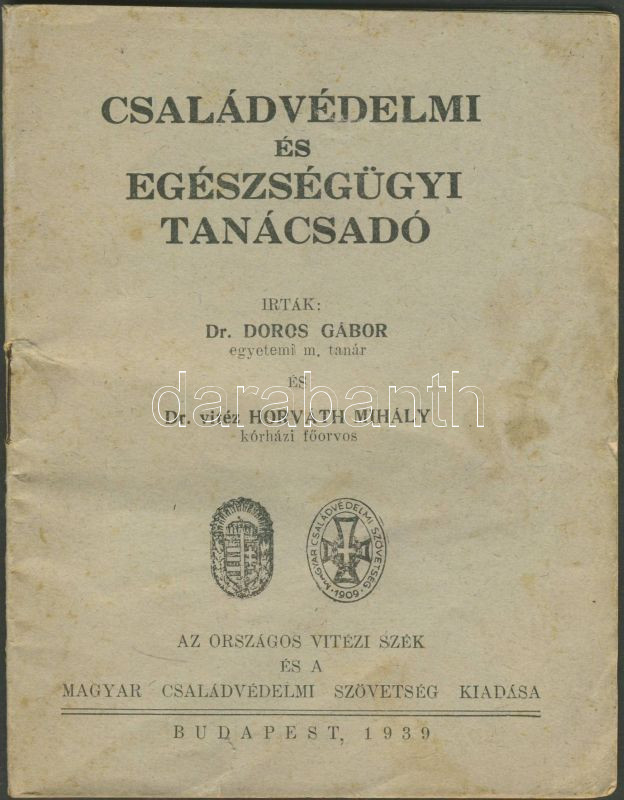 CSALÁDVÉDELMI
ÉS
EGÉSZSÉGÜGYI
TANÁCSADÓ
IRTÁK:
Dr. DOROS GÁBOR
egyetemi m. tanár
ÉS
darabanth
Dr. vitéz HORVÁTH MIHÁLY
kórházi főorvos
MAGYAR CSALÁDVÉDELMI SZÖVETSÉG
1909
AZ ORSZÁGOS VITÉZI SZÉK
ÉS A
MAGYAR CSALÁDVÉDELMI SZÖVETSÉG KIADÁSA
BUDAPEST, 1939